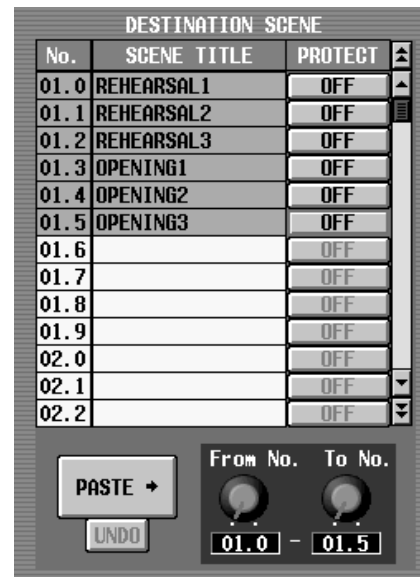 DESTINATION SCENE
No. SCENE TITLE PROTECT
01.0 REHEARSAL1 OFF
01.1 REHEARSAL2 OFF
01.2 REHEARSAL3 OFF
01.3 OPENING1 OFF
01.4 OPENING2 OFF
01.5 OPENING3 OFF
01.6 OFF
01.7 OFF
01.8 OFF
01.9 OFF
02.0 OFF
02.1 OFF
02.2 OFF
From No. To No.
PASTE →
UNDO
01.0 - 01.5